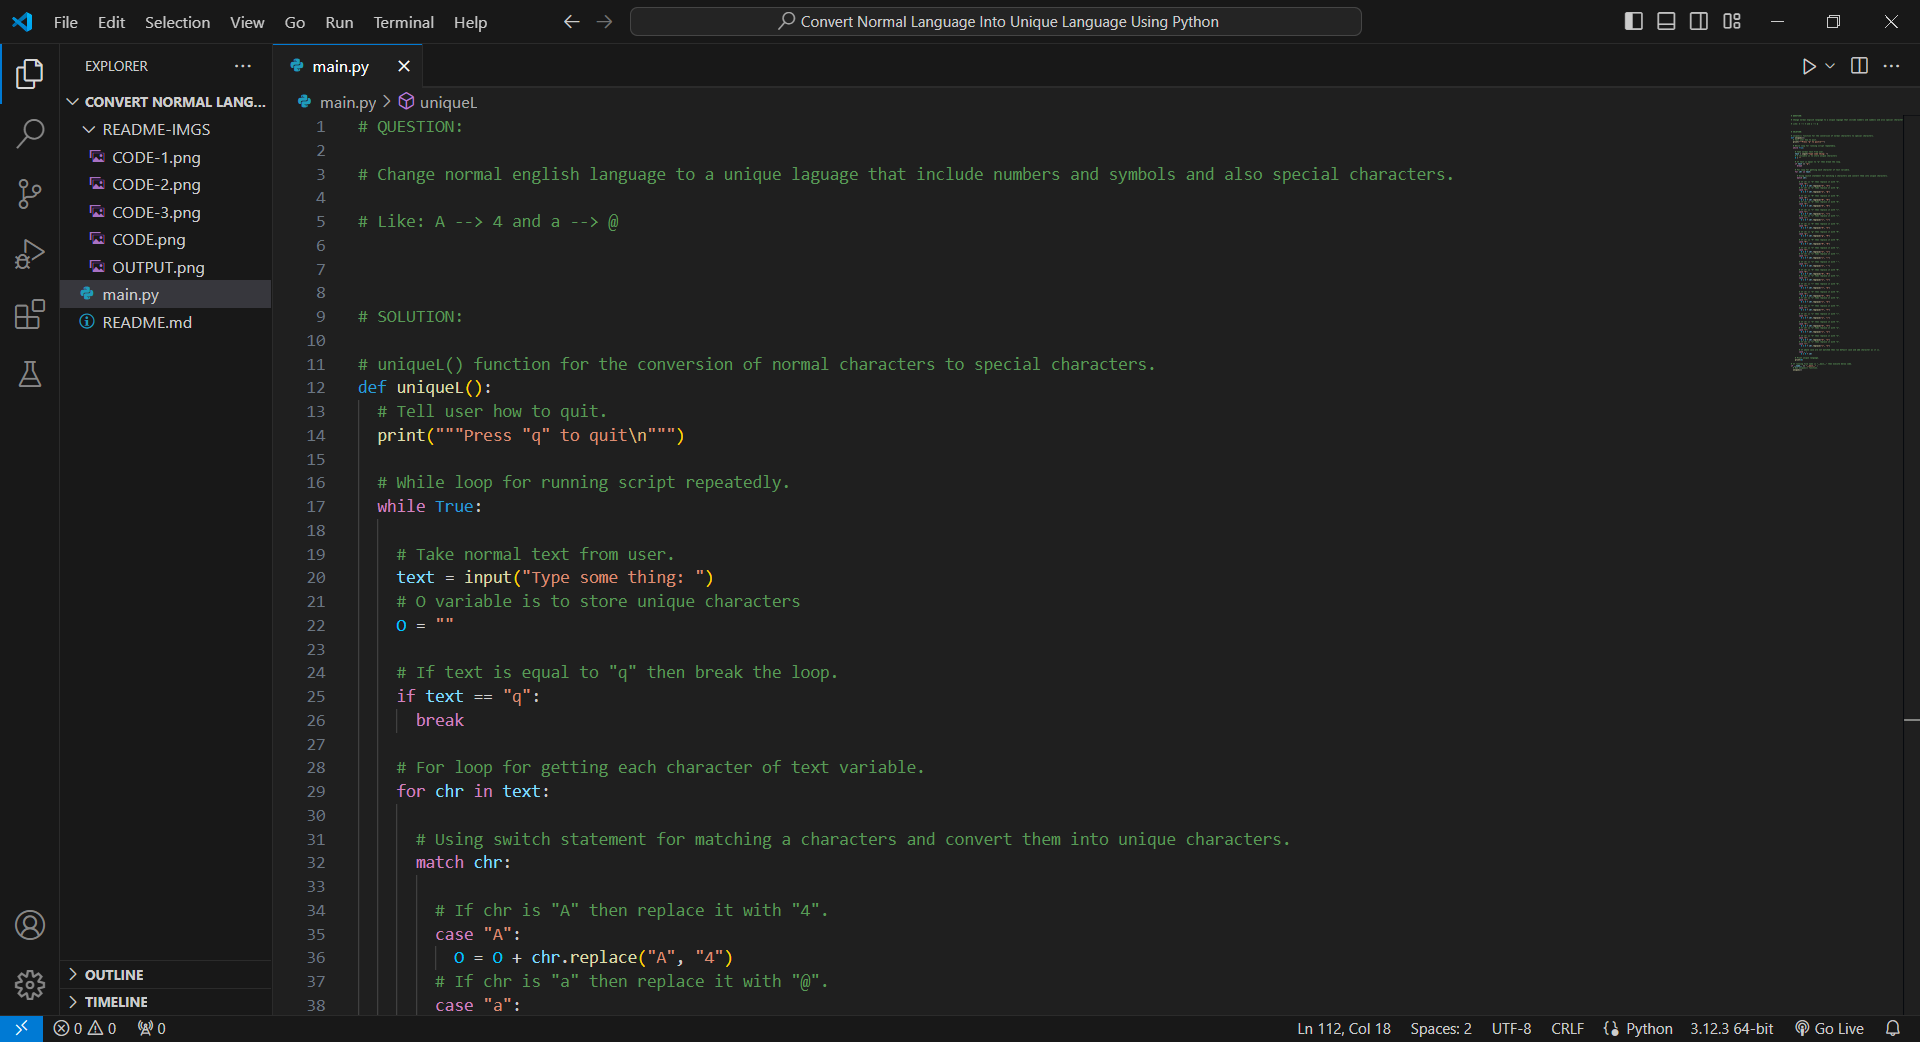 File Edit Selection View Go Run Terminal Help
Convert Normal Language Into Unique Language Using Python
EXPLORER
CONVERT NORMAL LANG...
README-IMGS
CODE-1.png
CODE-2.png
CODE-3.png
CODE.png
OUTPUT.png
main.py
README.md
OUTLINE
TIMELINE
main.py
main.py > uniqueL
1 # QUESTION:
2
3 # Change normal english language to a unique laguage that include numbers and symbols and also special characters.
4
5 # Like: A --> 4 and a --> @
6
7
8
9 # SOLUTION:
10
11 # uniqueL() function for the conversion of normal characters to special characters.
12 def uniqueL():
13 # Tell user how to quit.
14 print("""Press "q" to quit\n""")
15
16 # While loop for running script repeatedly.
17 while True:
18
19 # Take normal text from user.
20 text = input("Type some thing: ")
21 # O variable is to store unique characters
22 O = ""
23
24 # If text is equal to "q" then break the loop.
25 if text == "q":
26 break
27
28 # For loop for getting each character of text variable.
29 for chr in text:
30
31 # Using switch statement for matching a characters and convert them into unique characters.
32 match chr:
33
34 # If chr is "A" then replace it with "4".
35 case "A":
36 O = O + chr.replace("A", "4")
37 # If chr is "a" then replace it with "@".
38 case "a":
0 0 0
Ln 112, Col 18 Spaces: 2 UTF-8 CRLF Python 3.12.3 64-bit Go Live